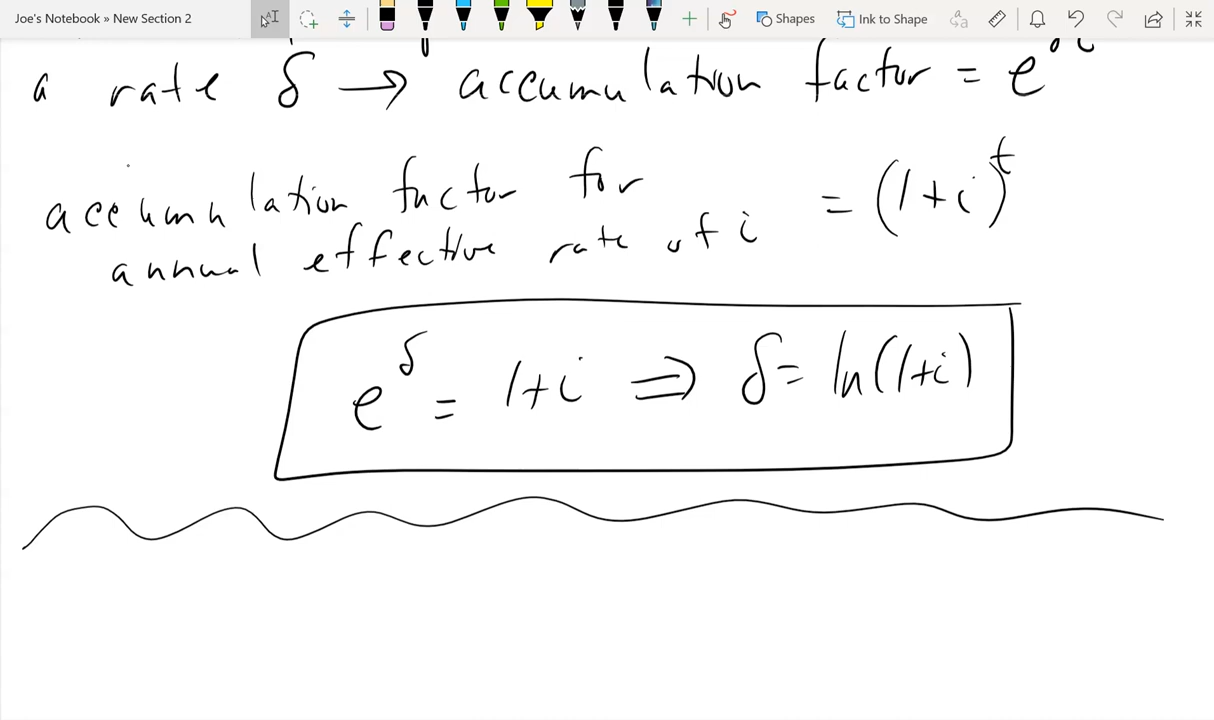 Joe's Notebook » New Section 2
Shapes
Ink to Shape
a rate δ → accumulation factor = e^δt
accumulation factor for = (1+i)^t
annual effective rate of i
e^δ = 1+i ⇒ δ = ln(1+i)